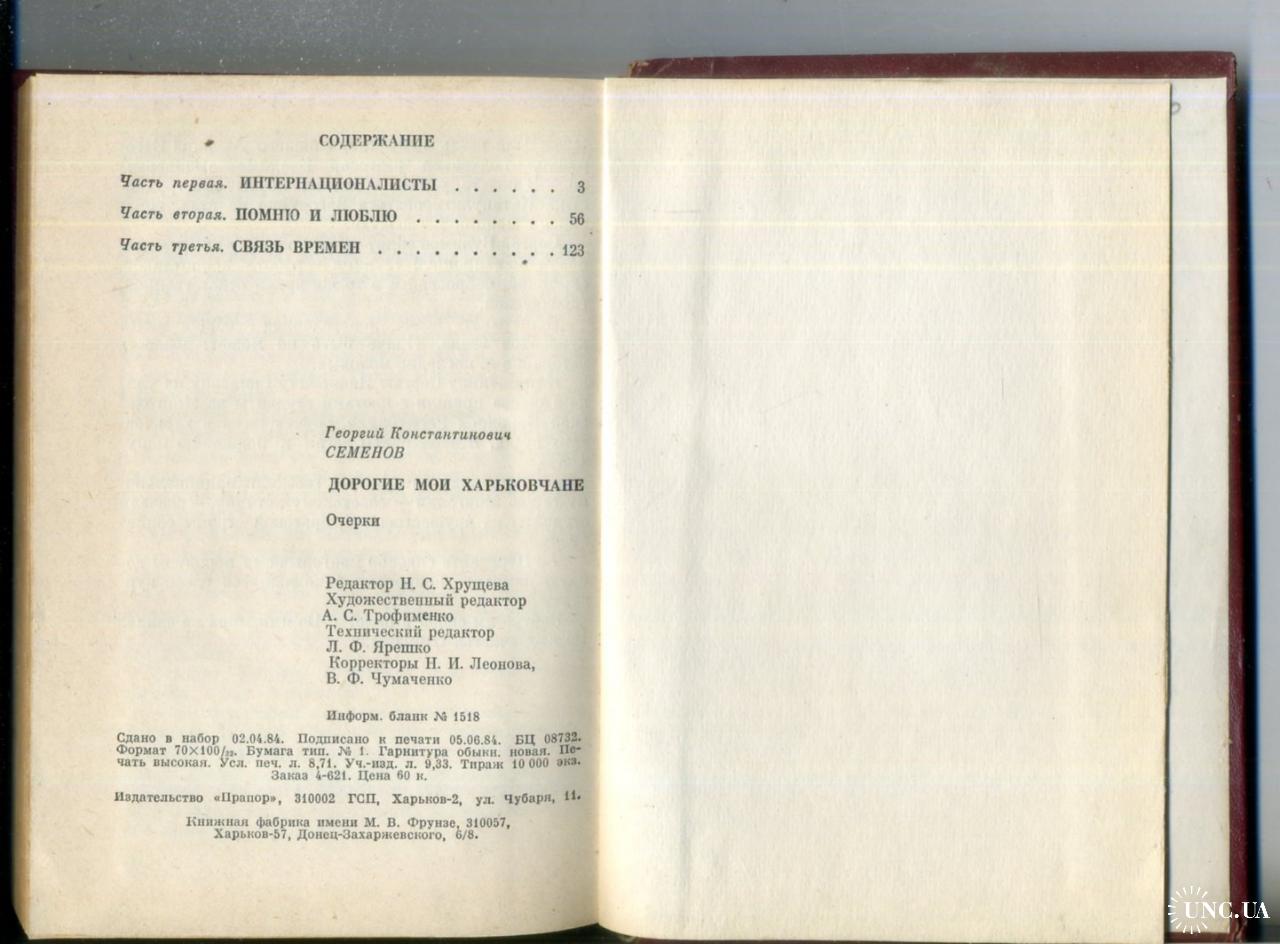 СОДЕРЖАНИЕ
Часть первая. ИНТЕРНАЦИОНАЛИСТЫ . . . . . . 3
Часть вторая. ПОМНЮ И ЛЮБЛЮ . . . . . . . . 56
Часть третья. СВЯЗЬ ВРЕМЕН . . . . . . . . . . 123
Георгий Константинович
СЕМЕНОВ
ДОРОГИЕ МОИ ХАРЬКОВЧАНЕ
Очерки
Редактор Н. С. Хрущева
Художественный редактор
А. С. Трофименко
Технический редактор
Л. Ф. Ярешко
Корректоры Н. И. Леонова,
В. Ф. Чумаченко
Информ. бланк № 1518
Сдано в набор 02.04.84. Подписано к печати 05.06.84. БЦ 08732.
Формат 70×100/32. Бумага тип. № 1. Гарнитура обыкн. новая. Пе-
чать высокая. Усл. печ. л. 8,71. Уч.-изд. л. 9,33. Тираж 10 000 экз.
Заказ 4-621. Цена 60 к.
Издательство «Прапор», 310002 ГСП, Харьков-2, ул. Чубаря, 11.
Книжная фабрика имени М. В. Фрунзе, 310057,
Харьков-57, Донец-Захаржевского, 6/8.
UNC.UA